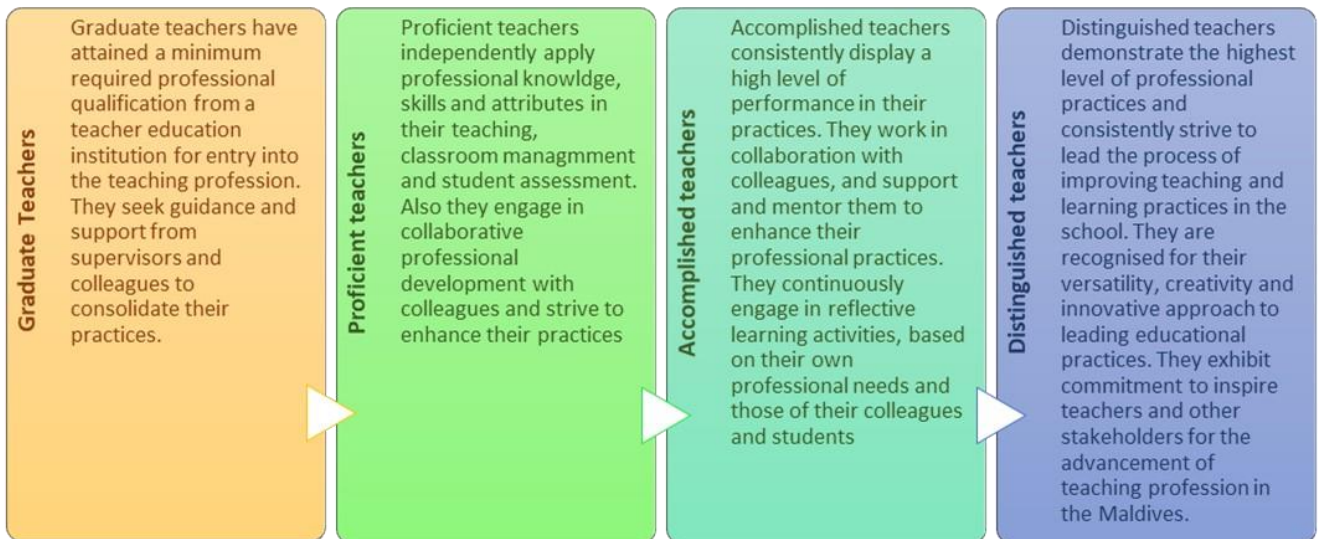 Graduate Teachers
Graduate teachers have
attained a minimum
required professional
qualification from a
teacher education
institution for entry into
the teaching profession.
They seek guidance and
support from
supervisors and
colleagues to
consolidate their
practices.
Proficient teachers
Proficient teachers
independently apply
professional knowldge,
skills and attributes in
their teaching,
classroom managmment
and student assessment.
Also they engage in
collaborative
professional
development with
colleagues and strive to
enhance their practices
Accomplished teachers
Accomplished teachers
consistently display a
high level of
performance in their
practices. They work in
collaboration with
colleagues, and support
and mentor them to
enhance their
professional practices.
They continuously
engage in reflective
learning activities, based
on their own
professional needs and
those of their colleagues
and students
Distinguished teachers
Distinguished teachers
demonstrate the highest
level of professional
practices and
consistently strive to
lead the process of
improving teaching and
learning practices in the
school. They are
recognised for their
versatility, creativity and
innovative approach to
leading educational
practices. They exhibit
commitment to inspire
teachers and other
stakeholders for the
advancement of
teaching profession in
the Maldives.